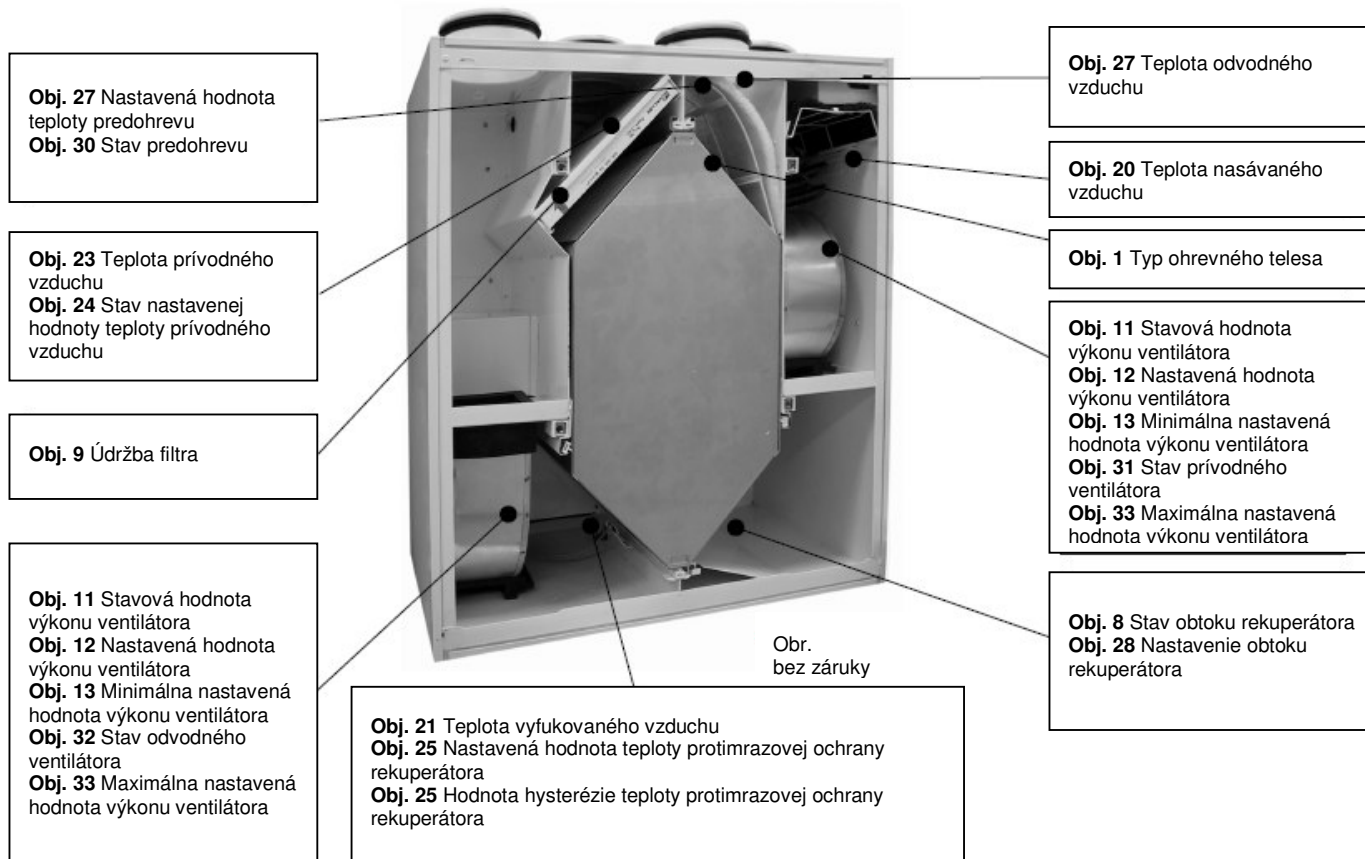 Obj. 27 Nastavená hodnota
teploty predohrevu
Obj. 30 Stav predohrevu
Obj. 23 Teplota prívodného
vzduchu
Obj. 24 Stav nastavenej
hodnoty teploty prívodného
vzduchu
Obj. 9 Údržba filtra
Obj. 11 Stavová hodnota
výkonu ventilátora
Obj. 12 Nastavená hodnota
výkonu ventilátora
Obj. 13 Minimálna nastavená
hodnota výkonu ventilátora
Obj. 32 Stav odvodného
ventilátora
Obj. 33 Maximálna nastavená
hodnota výkonu ventilátora
Obr.
bez záruky
Obj. 21 Teplota vyfukovaného vzduchu
Obj. 25 Nastavená hodnota teploty protimrazovej ochrany
rekuperátora
Obj. 25 Hodnota hysterézie teploty protimrazovej ochrany
rekuperátora
Obj. 27 Teplota odvodného
vzduchu
Obj. 20 Teplota nasávaného
vzduchu
Obj. 1 Typ ohrevného telesa
Obj. 11 Stavová hodnota
výkonu ventilátora
Obj. 12 Nastavená hodnota
výkonu ventilátora
Obj. 13 Minimálna nastavená
hodnota výkonu ventilátora
Obj. 31 Stav prívodného
ventilátora
Obj. 33 Maximálna nastavená
hodnota výkonu ventilátora
Obj. 8 Stav obtoku rekuperátora
Obj. 28 Nastavenie obtoku
rekuperátora